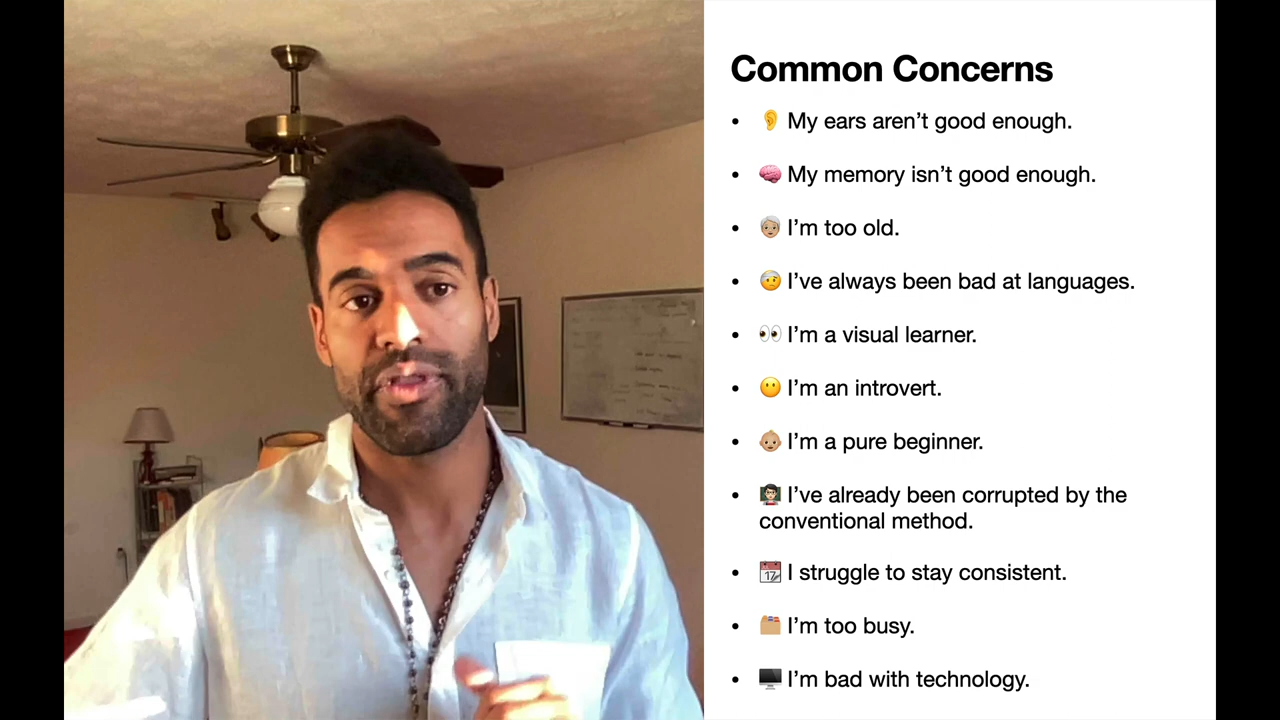 Common Concerns
• 👂🏼 My ears aren’t good enough.
• 🧠 My memory isn’t good enough.
• 👵🏼 I’m too old.
• 🤕 I’ve always been bad at languages.
• 👀 I’m a visual learner.
• 😶 I’m an introvert.
• 👶🏼 I’m a pure beginner.
• 👨🏻‍🏫 I’ve already been corrupted by the
conventional method.
• 📆 I struggle to stay consistent.
• 🗂️ I’m too busy.
• 🖥️ I’m bad with technology.